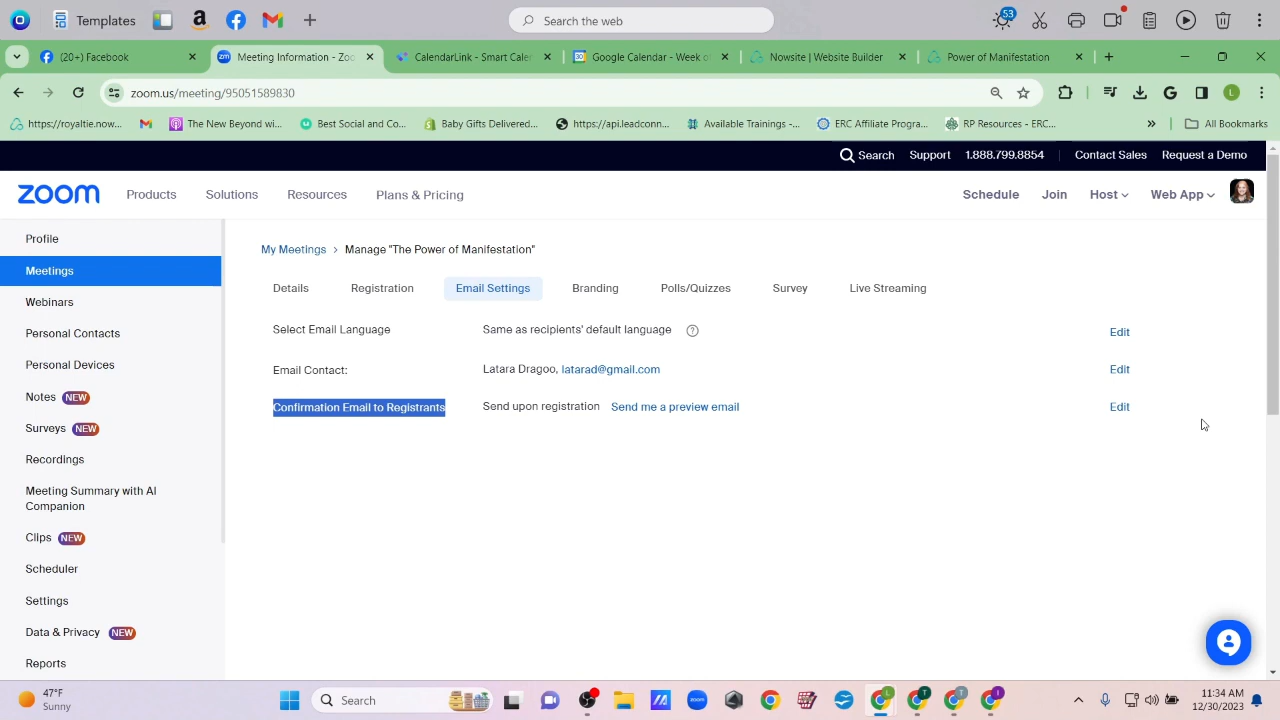 Templates
Search the web
53
(20+) Facebook
Meeting Information - Zoo
CalendarLink - Smart Caler
Google Calendar - Week o
Nowsite | Website Builder
Power of Manifestation
zoom.us/meeting/95051589830
L
https://royaltie.now...
The New Beyond wi...
Best Social and Co...
Baby Gifts Delivered...
https://api.leadconn...
Available Trainings -...
ERC Affiliate Progra...
RP Resources - ERC...
All Bookmarks
Search
Support
1.888.799.8854
Contact Sales
Request a Demo
zoom
Products
Solutions
Resources
Plans & Pricing
Schedule
Join
Host
Web App
Profile
Meetings
Webinars
Personal Contacts
Personal Devices
Notes NEW
Surveys NEW
Recordings
Meeting Summary with AI
Companion
Clips NEW
Scheduler
Settings
Data & Privacy NEW
Reports
My Meetings > Manage "The Power of Manifestation"
Details
Registration
Email Settings
Branding
Polls/Quizzes
Survey
Live Streaming
Select Email Language
Same as recipients' default language
Edit
Email Contact:
Latara Dragoo, latarad@gmail.com
Edit
Confirmation Email to Registrants
Send upon registration Send me a preview email
Edit
47°F
Sunny
Search
11:34 AM
12/30/2023